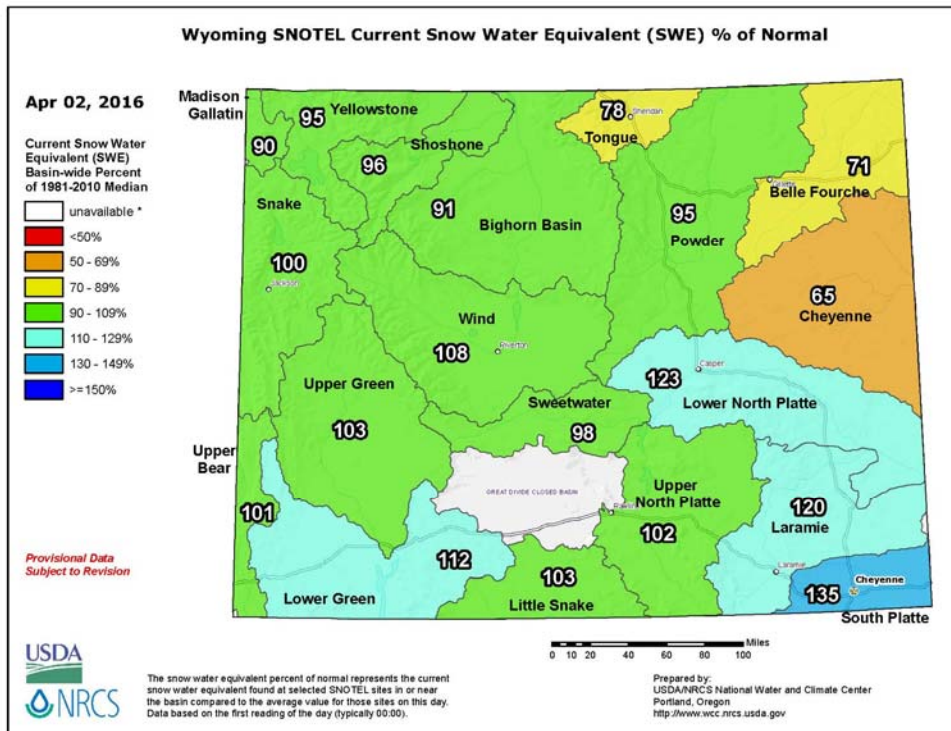 Wyoming SNOTEL Current Snow Water Equivalent (SWE) % of Normal
Apr 02, 2016
Current Snow Water
Equivalent (SWE)
Basin-wide Percent
of 1981-2010 Median
unavailable *
<50%
50 - 69%
70 - 89%
90 - 109%
110 - 129%
130 - 149%
>=150%
Provisional Data
Subject to Revision
Madison
Gallatin
90
95
Yellowstone
96
Shoshone
78
Sheridan
Tongue
71
Gillette
Belle Fourche
Snake
100
Jackson
91
Bighorn Basin
95
Powder
65
Cheyenne
Wind
108
Riverton
Casper
123
Lower North Platte
Upper Green
103
Sweetwater
98
Upper
Bear
101
GREAT DIVIDE CLOSED BASIN
Upper
North Platte
Rawlins
102
120
Laramie
Laramie
112
Lower Green
103
Little Snake
Cheyenne
135
South Platte
Miles
0 10 20 40 60 80 100
USDA
NRCS
The snow water equivalent percent of normal represents the current
snow water equivalent found at selected SNOTEL sites in or near
the basin compared to the average value for those sites on this day.
Data based on the first reading of the day (typically 00:00).
Prepared by:
USDA/NRCS National Water and Climate Center
Portland, Oregon
http://www.wcc.nrcs.usda.gov